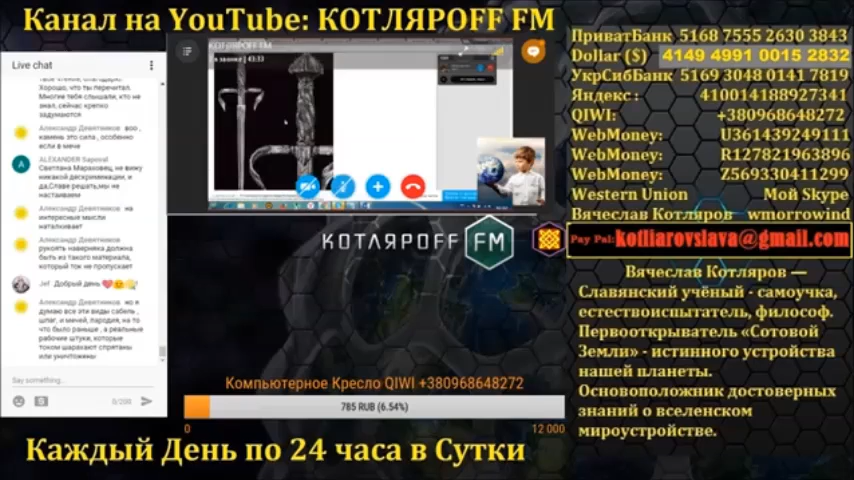 Канал на YouTube: КОТЛЯРОFF FM
Live chat
Хорошо, что ты перечитал.
Многие тебя слышали, кто не
знал, сейчас крепко
задумаются
Александр Девятников: воо ,
камень это сила , особенно
если в мече
ALEXANDER Sapsool
Светлана Мараховец, не вижу
никакой дескриминации, и
да,Славе решать,мы не
настаиваем
Александр Девятников: на
интересные мысли
наталкивает
Александр Девятников:
рукоять наверняка должна
быть из такого материала,
который ток не пропускает
Jef Добрый день
Александр Девятников: но я
думаю все эти виды сабель ,
шпаг, и мечей, пародия, на то
что было раньше , а реальные
рабочие штуки, которые
током шарахают спрятаны
или уничтожены
Say something...
0/200
КОТЛЯРОFF FM
43:33
КОТЛЯРОFF FM
Компьютерное Кресло QIWI +380968648272
785 RUB (6.54%)
0 12 000
Каждый День по 24 часа в Сутки
ПриватБанк 5168 7555 2630 3843
Dollar ($) 4149 4991 0015 2832
УкрСибБанк 5169 3048 0141 7819
Яндекс : 410014188927341
QIWI: +380968648272
WebMoney: U361439249111
WebMoney: R127821963896
WebMoney: Z569330411299
Western Union Мой Skype
Вячеслав Котляров wmorrowind
Pay Pal:kotliarovslava@gmail.com
Вячеслав Котляров —
Славянский учёный - самоучка,
естествоиспытатель, философ.
Первооткрыватель «Сотовой
Земли» - истинного устройства
нашей планеты.
Основоположник достоверных
знаний о вселенском
мироустройстве.